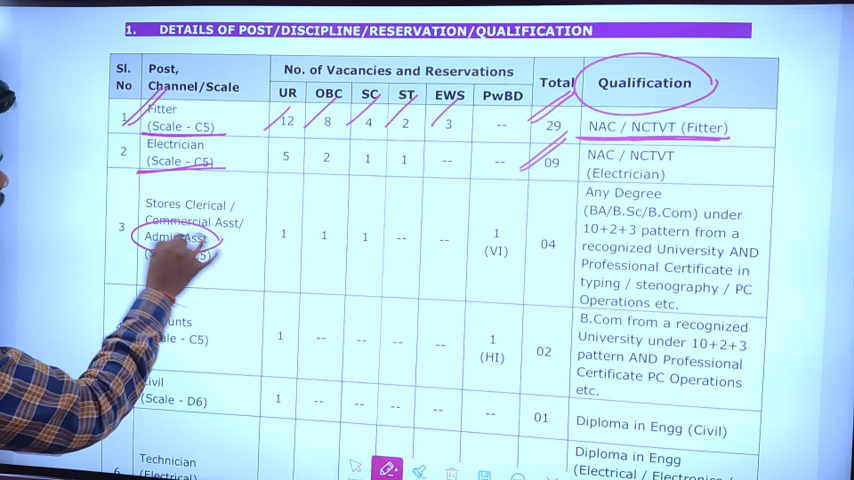 1. DETAILS OF POST/DISCIPLINE/RESERVATION/QUALIFICATION
Sl. No Post, Channel/Scale No. of Vacancies and Reservations Total Qualification
UR OBC SC ST EWS PwBD
1 Fitter
(Scale - C5) 12 8 4 2 3 -- 29 NAC / NCTVT (Fitter)
2 Electrician
(Scale - C5) 5 2 1 1 -- -- 09 NAC / NCTVT
(Electrician)
3 Stores Clerical /
Commercial Asst/
Admin Asst
1 1 1 -- -- 1
(VI) 04
Any Degree
(BA/B.Sc/B.Com) under
10+2+3 pattern from a
recognized University AND
Professional Certificate in
typing / stenography / PC
Operations etc.
- C5) 1 -- -- -- -- 1
(HI) 02
B.Com from a recognized
University under 10+2+3
pattern AND Professional
Certificate PC Operations
etc.
(Scale - D6) 1 -- -- -- -- -- 01 Diploma in Engg (Civil)
Technician
(Electrical)
Diploma in Engg
(Electrical / Electronics /